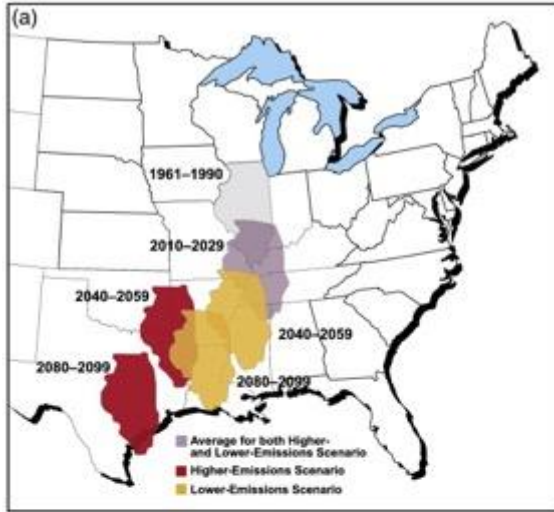 (a)
1961–1990
2010–2029
2040–2059
2040–2059
2080–2099
2080–2099
Average for both Higher-
and Lower-Emissions Scenario
Higher-Emissions Scenario
Lower-Emissions Scenario